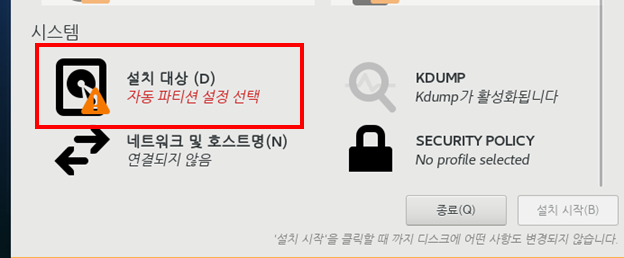 시스템
설치 대상 (D)
자동 파티션 설정 선택
KDUMP
Kdump가 활성화됩니다
네트워크 및 호스트명(N)
연결되지 않음
SECURITY POLICY
No profile selected
종료(Q)
설치 시작(B)
'설치 시작'을 클릭할 때 까지 디스크에 어떤 사항도 변경되지 않습니다.